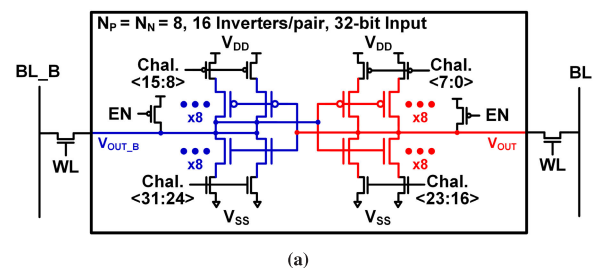 N_P = N_N = 8, 16 Inverters/pair, 32-bit Input
V_DD V_DD
BL_B Chal. <15:8> Chal. <7:0> BL
EN x8 x8 EN
WL V_OUT_B x8 x8 V_OUT WL
Chal. <31:24> Chal. <23:16>
V_SS V_SS
(a)